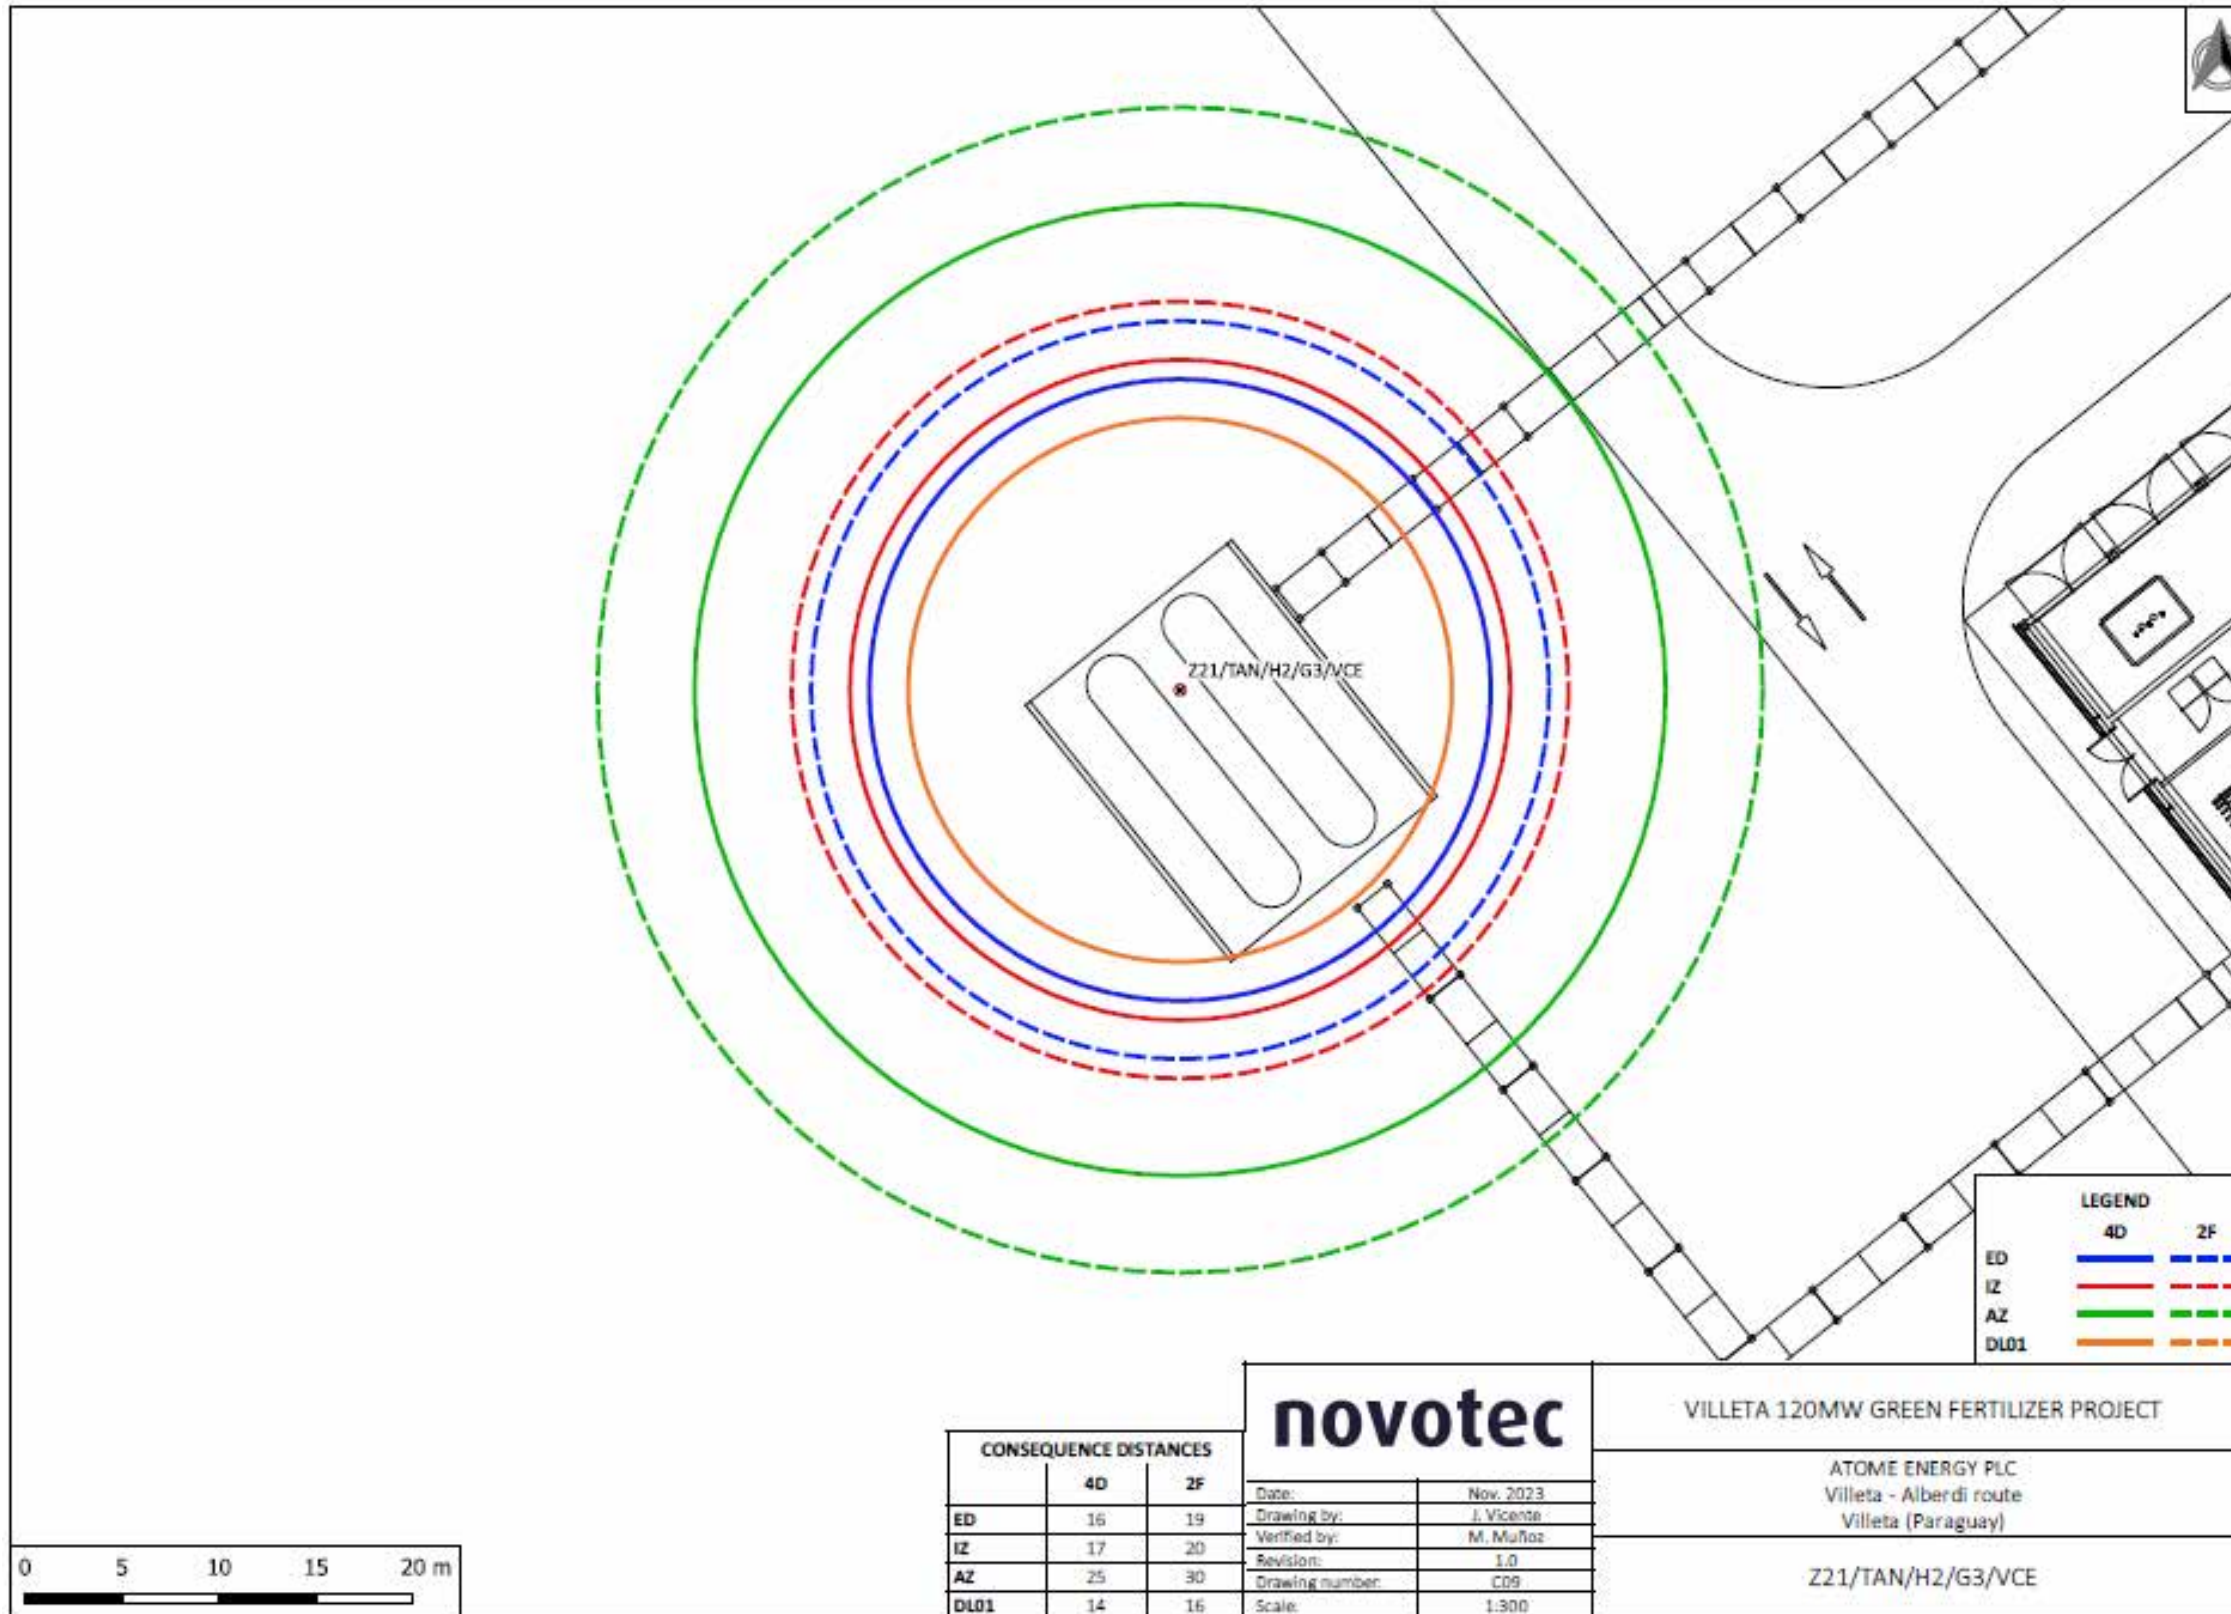 Z21/TAN/H2/G3/VCE
LEGEND
4D 2F
ED
IZ
AZ
DL01
CONSEQUENCE DISTANCES
4D 2F
ED 16 19
IZ 17 20
AZ 25 30
DL01 14 16
novotec
Date: Nov. 2023
Drawing by: J. Vicente
Verified by: M. Muñoz
Revision: 1.0
Drawing number: C09
Scale: 1:300
VILLETA 120MW GREEN FERTILIZER PROJECT
ATOME ENERGY PLC
Villeta - Alberdi route
Villeta (Paraguay)
Z21/TAN/H2/G3/VCE
0 5 10 15 20 m